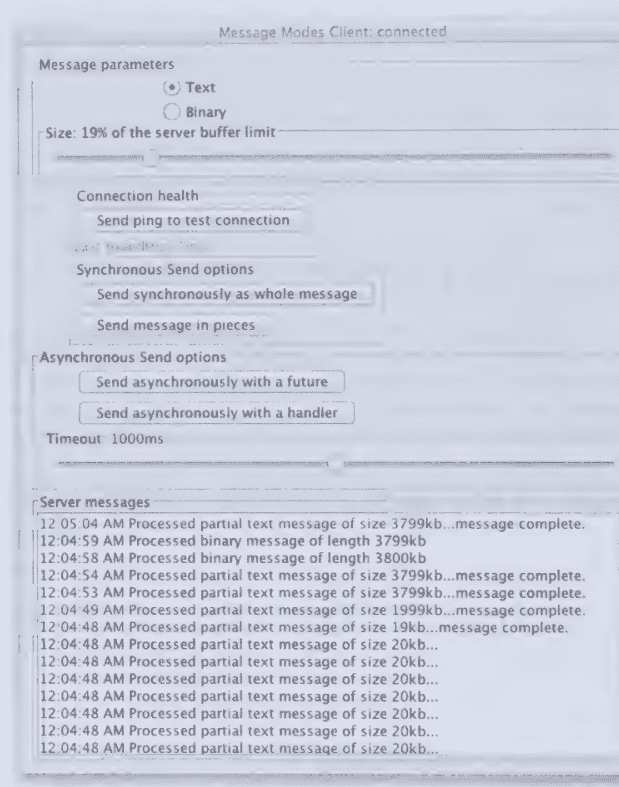 Message Modes Client: connected
Message parameters
Text
Binary
Size: 19% of the server buffer limit
Connection health
Send ping to test connection
Synchronous Send options
Send synchronously as whole message
Send message in pieces
Asynchronous Send options
Send asynchronously with a future
Send asynchronously with a handler
Timeout 1000ms
Server messages
12 05:04 AM Processed partial text message of size 3799kb...message complete.
12:04:59 AM Processed binary message of length 3799kb
12:04:58 AM Processed binary message of length 3800kb
12:04:54 AM Processed partial text message of size 3799kb...message complete.
12:04:53 AM Processed partial text message of size 3799kb...message complete.
12 04 49 AM Processed partial text message of size 1999kb...message complete.
12 04:48 AM Processed partial text message of size 19kb...message complete.
12:04:48 AM Processed partial text message of size 20kb...
12:04:48 AM Processed partial text message of size 20kb...
12:04:48 AM Processed partial text message of size 20kb...
12:04:48 AM Processed partial text message of size 20kb...
12:04:48 AM Processed partial text message of size 20kb...
12:04:48 AM Processed partial text message of size 20kb...
12:04:48 AM Processed partial text message of size 20kb...